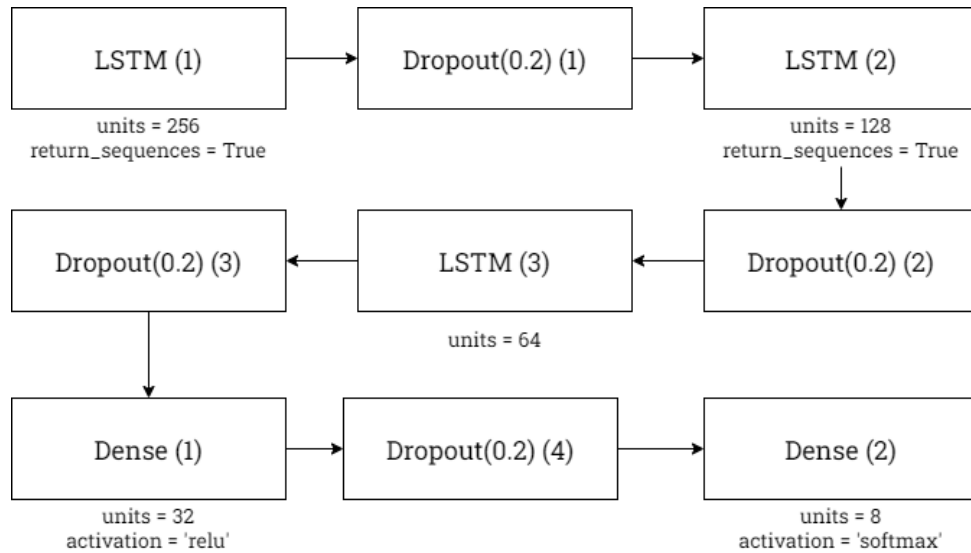 LSTM (1)
Dropout(0.2) (1)
LSTM (2)
units = 256
return_sequences = True
units = 128
return_sequences = True
Dropout(0.2) (2)
LSTM (3)
Dropout(0.2) (3)
units = 64
Dense (1)
Dropout(0.2) (4)
Dense (2)
units = 32
activation = 'relu'
units = 8
activation = 'softmax'